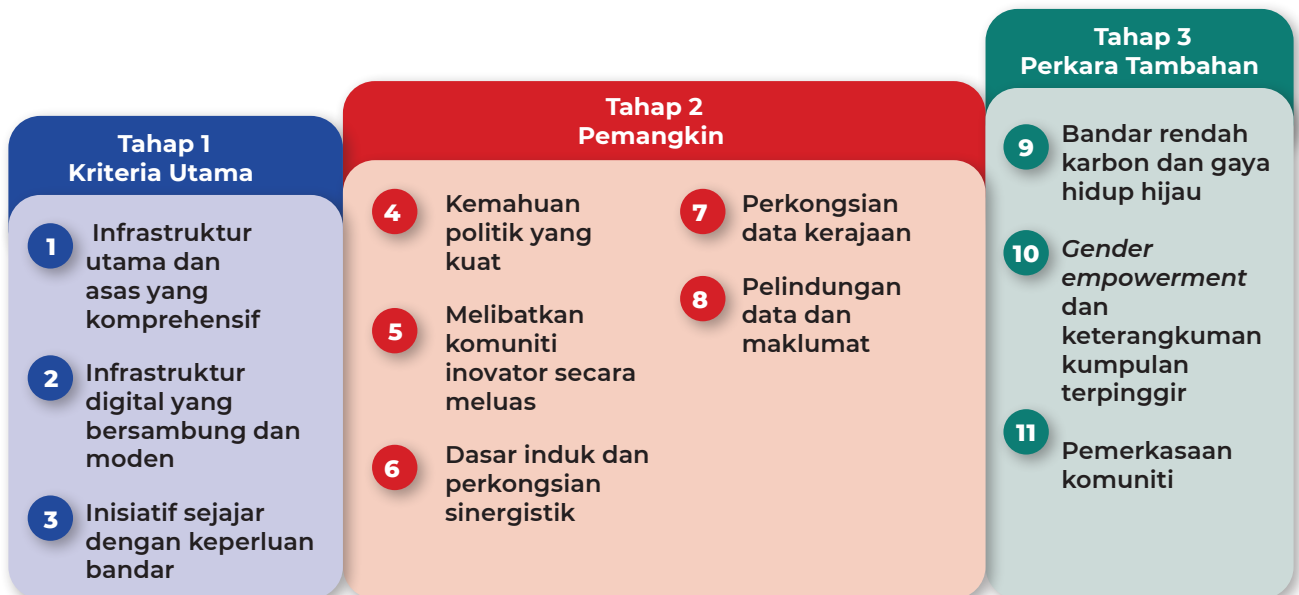 Tahap 1
Kriteria Utama
1
Infrastruktur
utama dan
asas yang
komprehensif
2
Infrastruktur
digital yang
bersambung dan
moden
3
Inisiatif sejajar
dengan keperluan
bandar
Tahap 2
Pemangkin
4
Kemahuan
politik yang
kuat
5
Melibatkan
komuniti
inovator secara
meluas
6
Dasar induk dan
perkongsian
sinergistik
7
Perkongsian
data kerajaan
8
Pelindungan
data dan
maklumat
Tahap 3
Perkara Tambahan
9
Bandar rendah
karbon dan gaya
hidup hijau
10
Gender
empowerment
dan
keterangkuman
kumpulan
terpinggir
11
Pemerkasaan
komuniti